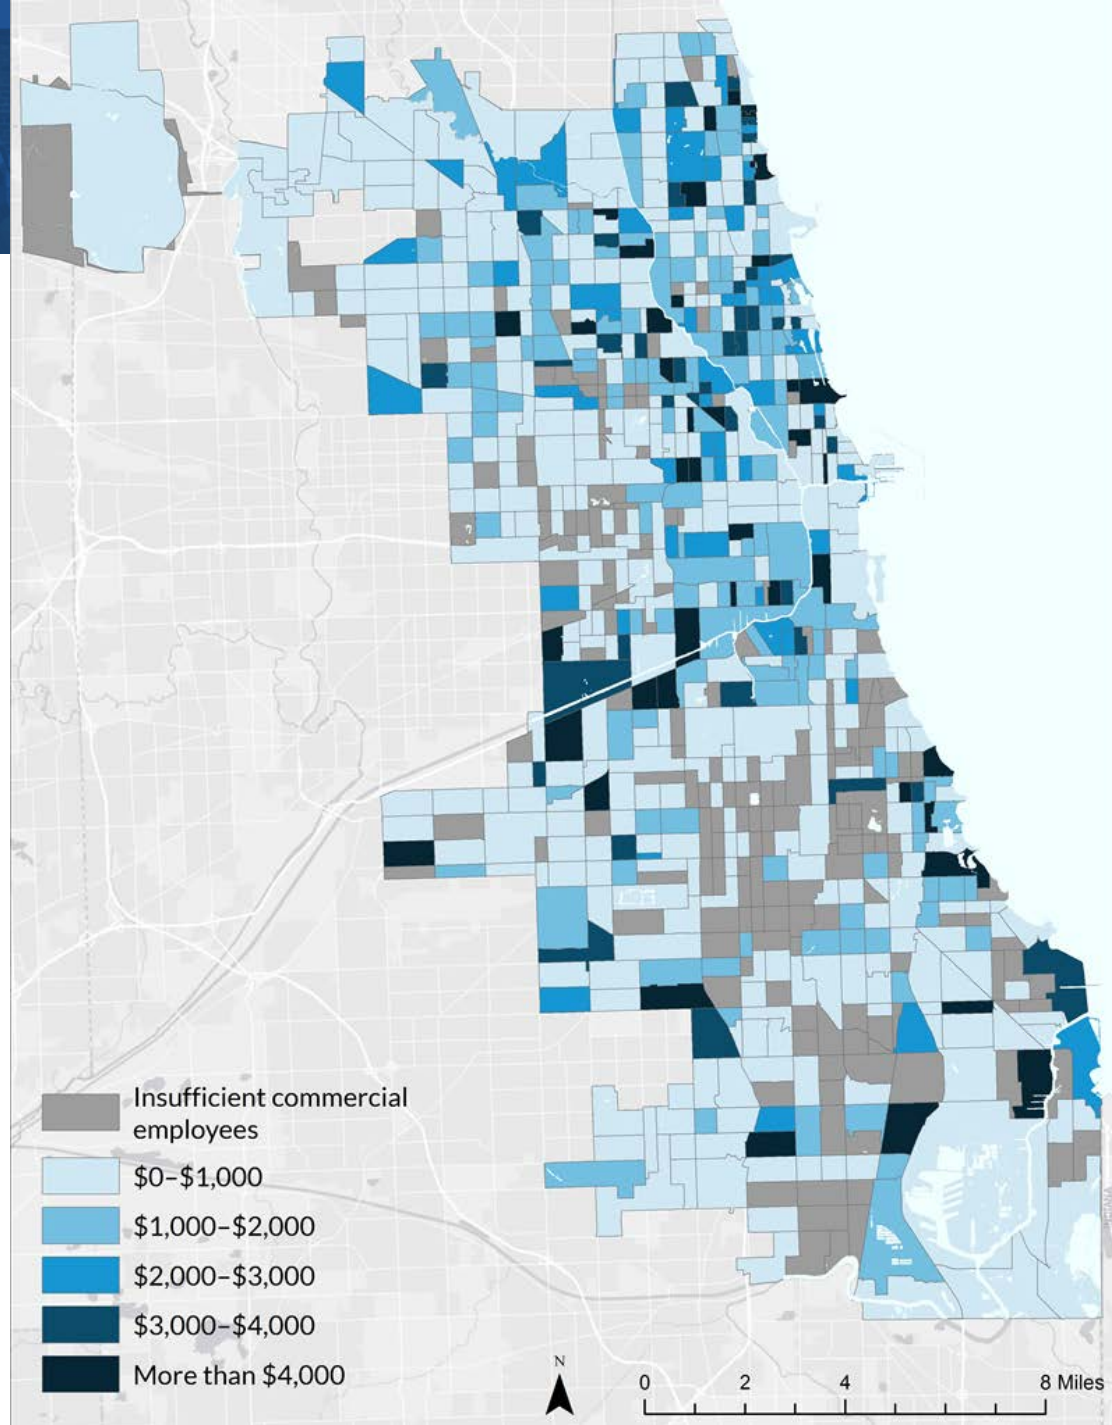 Insufficient commercial
employees
$0–$1,000
$1,000–$2,000
$2,000–$3,000
$3,000–$4,000
More than $4,000
N
0 2 4 8 Miles